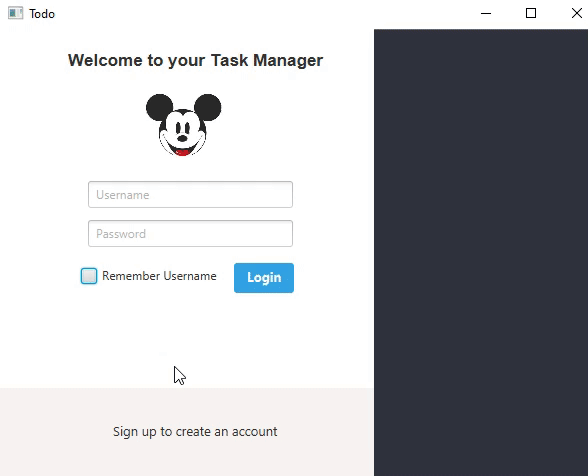 Todo
Welcome to your Task Manager
Username
Password
Remember Username
Login
Sign up to create an account